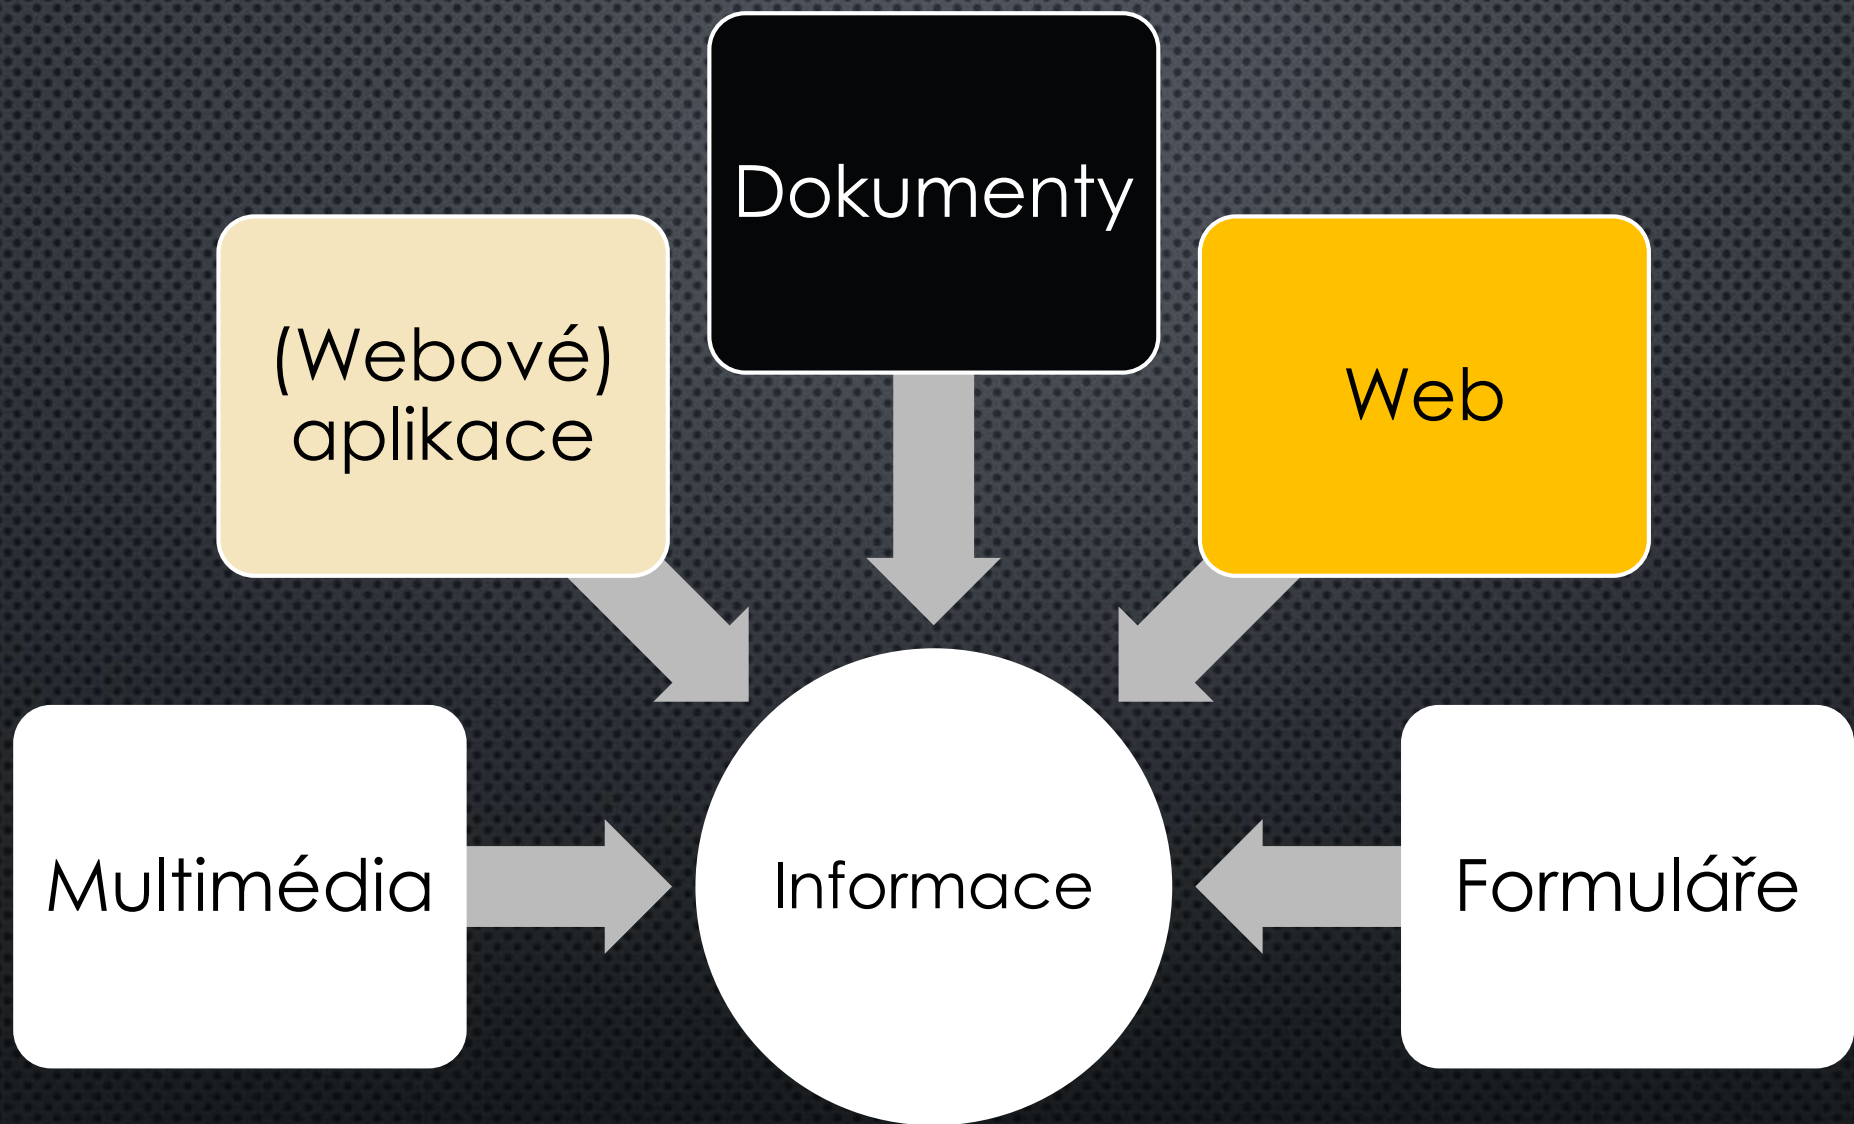 Dokumenty
(Webové)
aplikace
Web
Multimédia
Informace
Formuláře